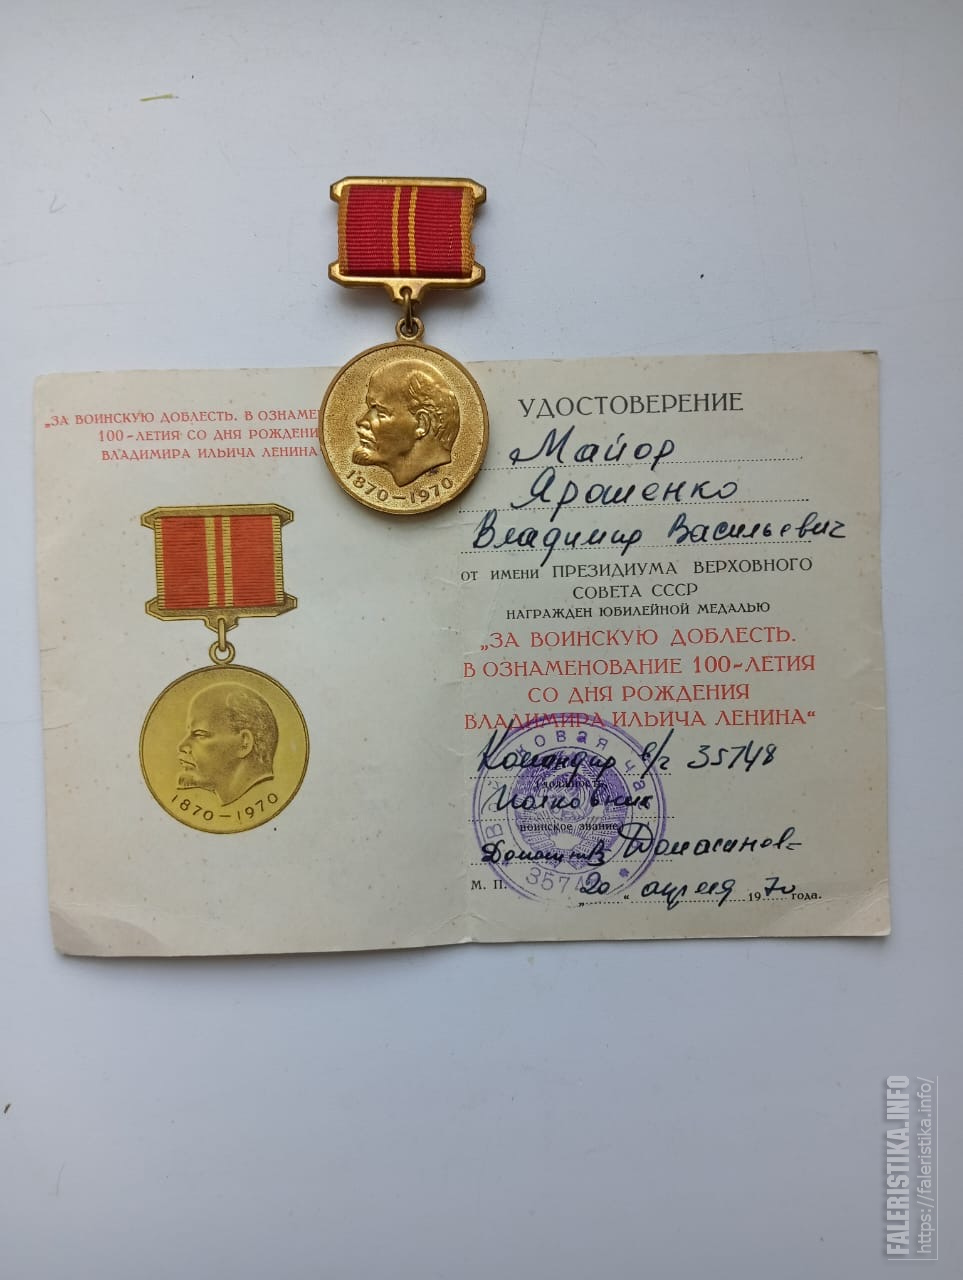 1870–1970
„ЗА ВОИНСКУЮ ДОБЛЕСТЬ. В ОЗНАМЕ
100-ЛЕТИЯ СО ДНЯ РОЖДЕНИ
ВЛАДИМИРА ИЛЬИЧА ЛЕНИНА
1870–1970
УДОСТОВЕРЕНИЕ
Майор
Ярошенко
Владимир Васильевич
ОТ ИМЕНИ ПРЕЗИДИУМА ВЕРХОВНОГО
СОВЕТА СССР
НАГРАЖДЕН ЮБИЛЕЙНОЙ МЕДАЛЬЮ
„ЗА ВОИНСКУЮ ДОБЛЕСТЬ.
В ОЗНАМЕНОВАНИЕ 100-ЛЕТИЯ
СО ДНЯ РОЖДЕНИЯ
ВЛАДИМИРА ИЛЬИЧА ЛЕНИНА“
Командир в/ч 35748
должность
Полковник
воинское звание
М. П.
„20“ апреля 1970 года.
FALERISTIKA.INFO
https://faleristika.info/